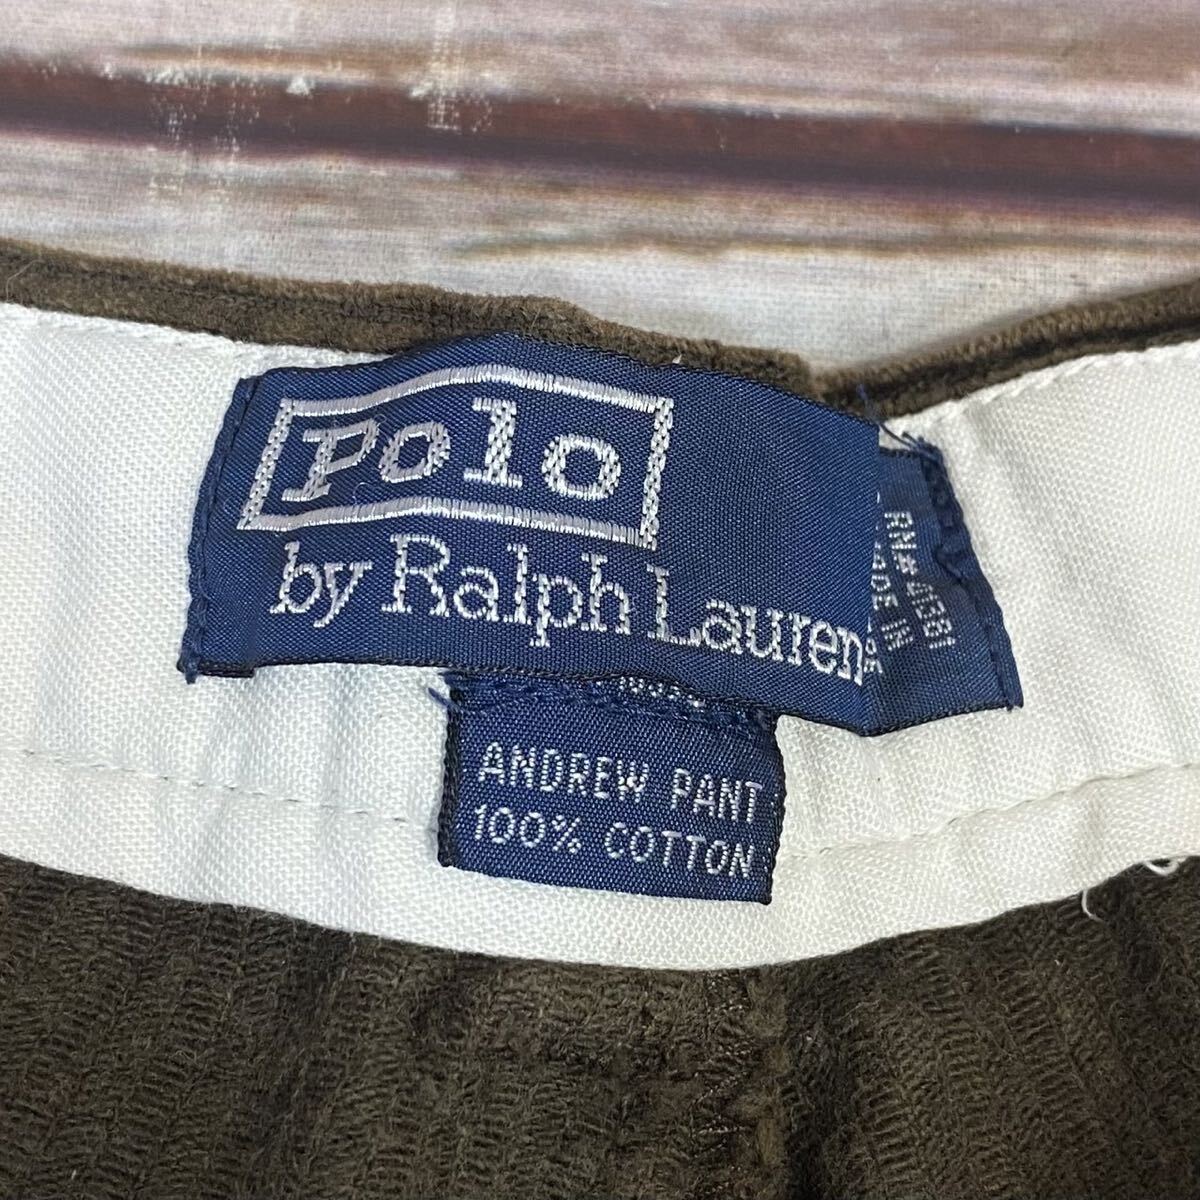 Polo
by Ralph Lauren
RN# 41381
MADE IN
ANDREW PANT
100% COTTON